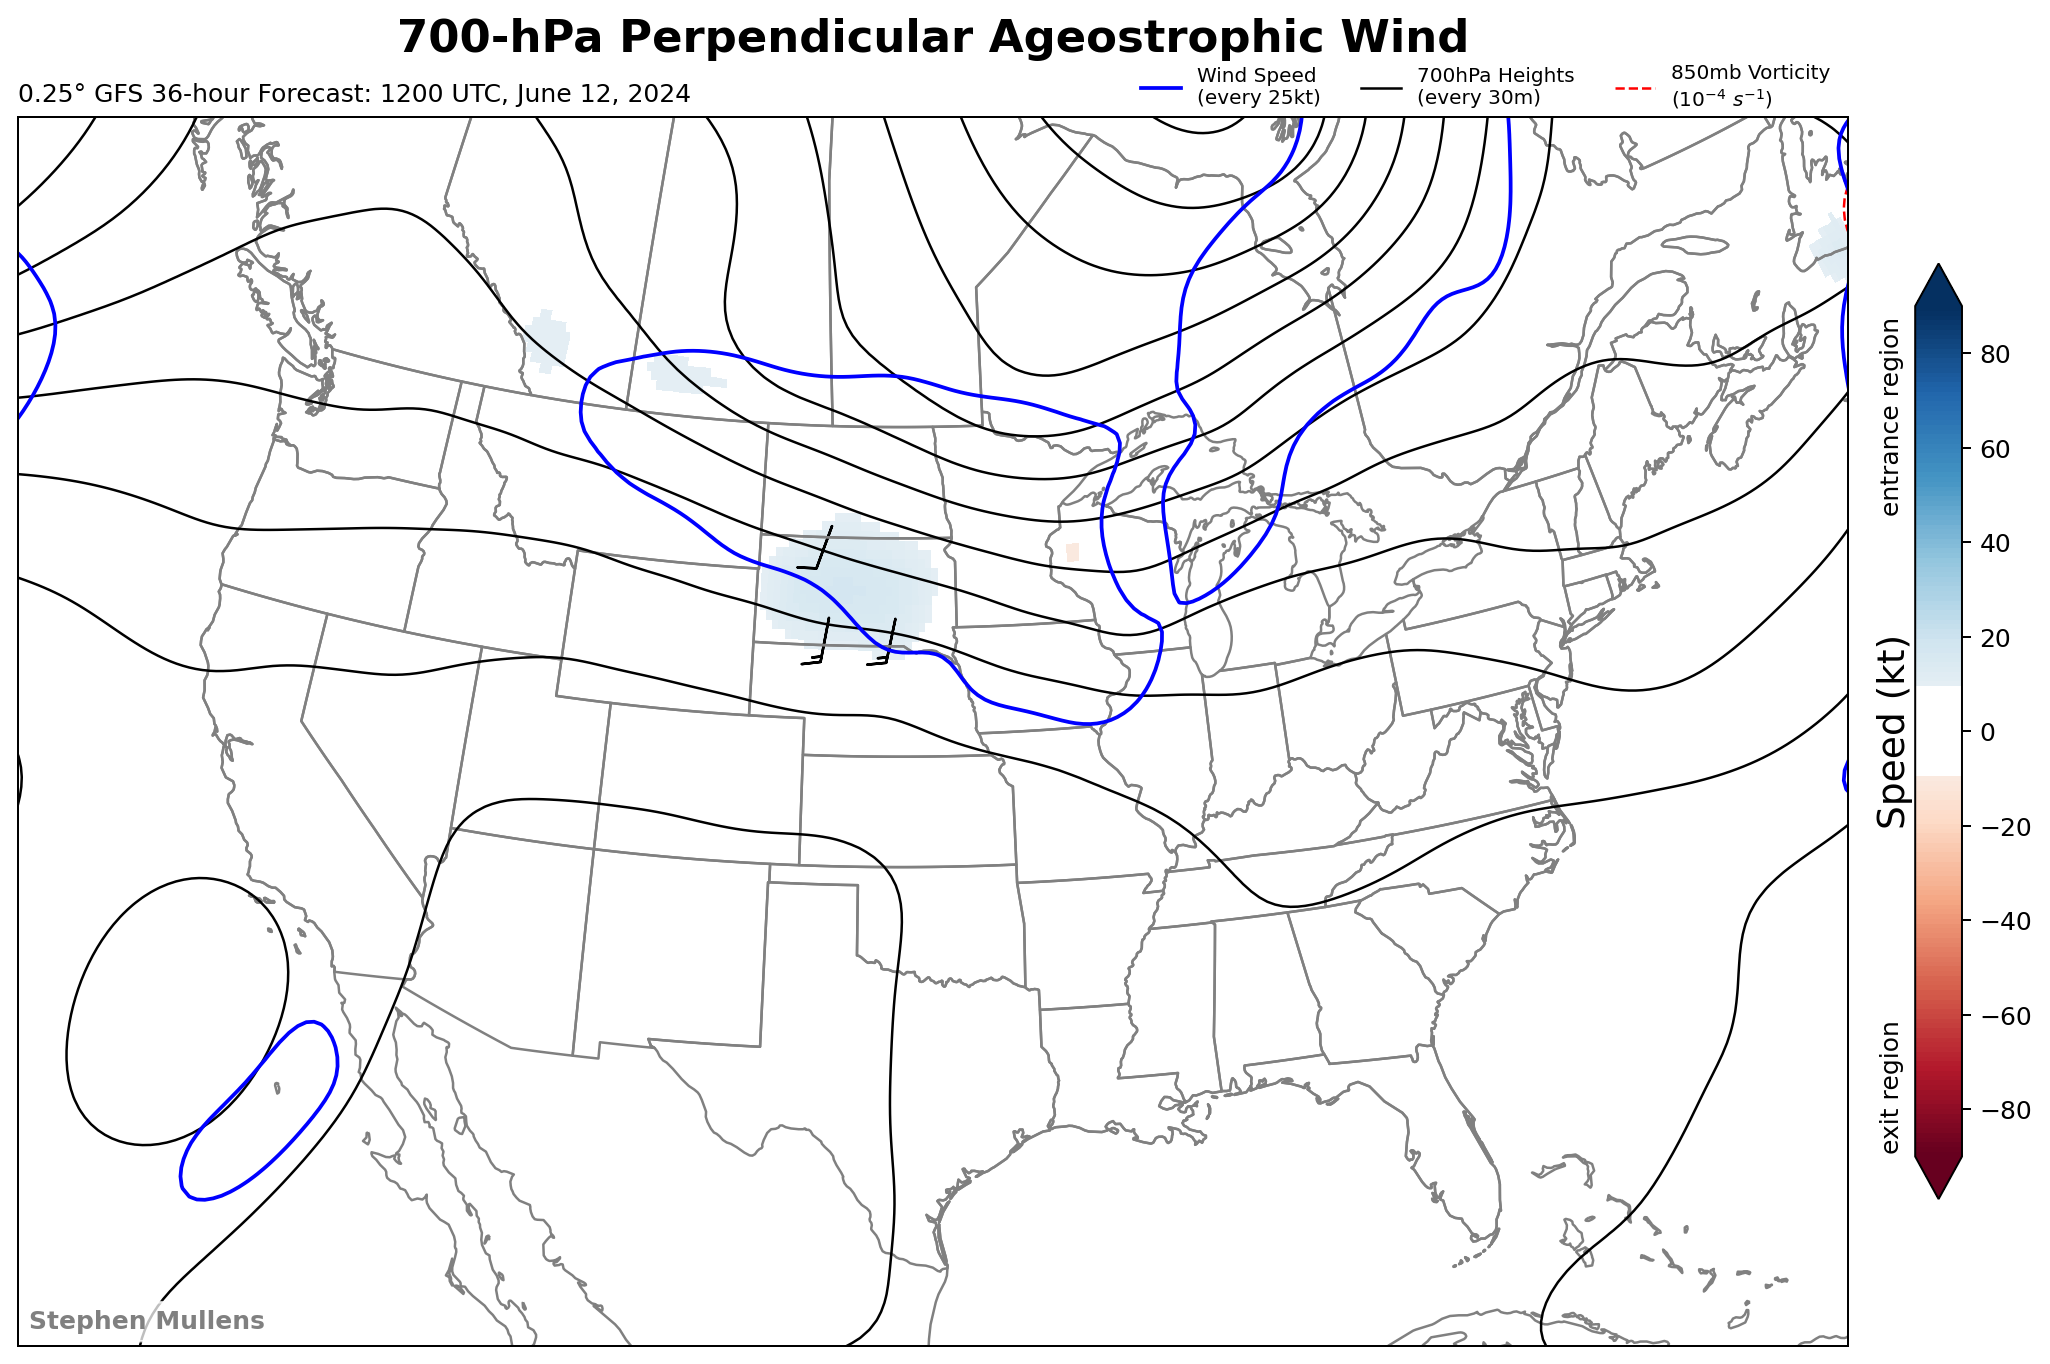 700-hPa Perpendicular Ageostrophic Wind
0.25° GFS 36-hour Forecast: 1200 UTC, June 12, 2024
Wind Speed
(every 25kt)
700hPa Heights
(every 30m)
850mb Vorticity
(10⁻⁴ s⁻¹)
entrance region
exit region
Speed (kt)
80
60
40
20
0
−20
−40
−60
−80
Stephen Mullens